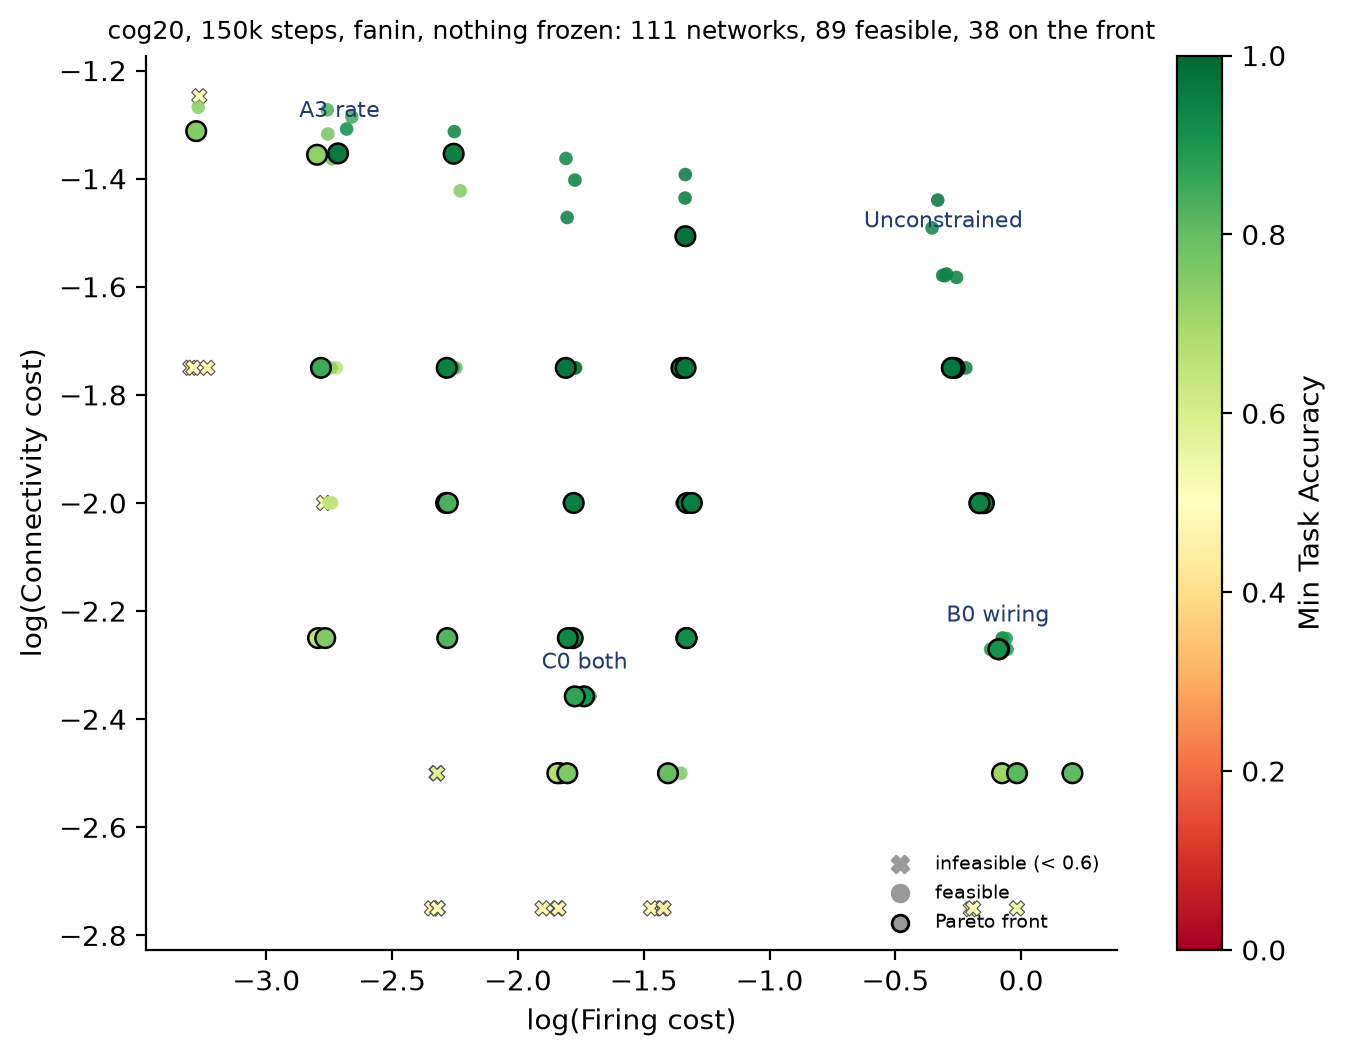 cog20, 150k steps, fanin, nothing frozen: 111 networks, 89 feasible, 38 on the front
−1.2
−1.4
−1.6
−1.8
−2.0
−2.2
−2.4
−2.6
−2.8
log(Connectivity cost)
A3 rate
Unconstrained
B0 wiring
C0 both
infeasible (< 0.6)
feasible
Pareto front
−3.0
−2.5
−2.0
−1.5
−1.0
−0.5
0.0
log(Firing cost)
1.0
0.8
0.6
0.4
0.2
0.0
Min Task Accuracy